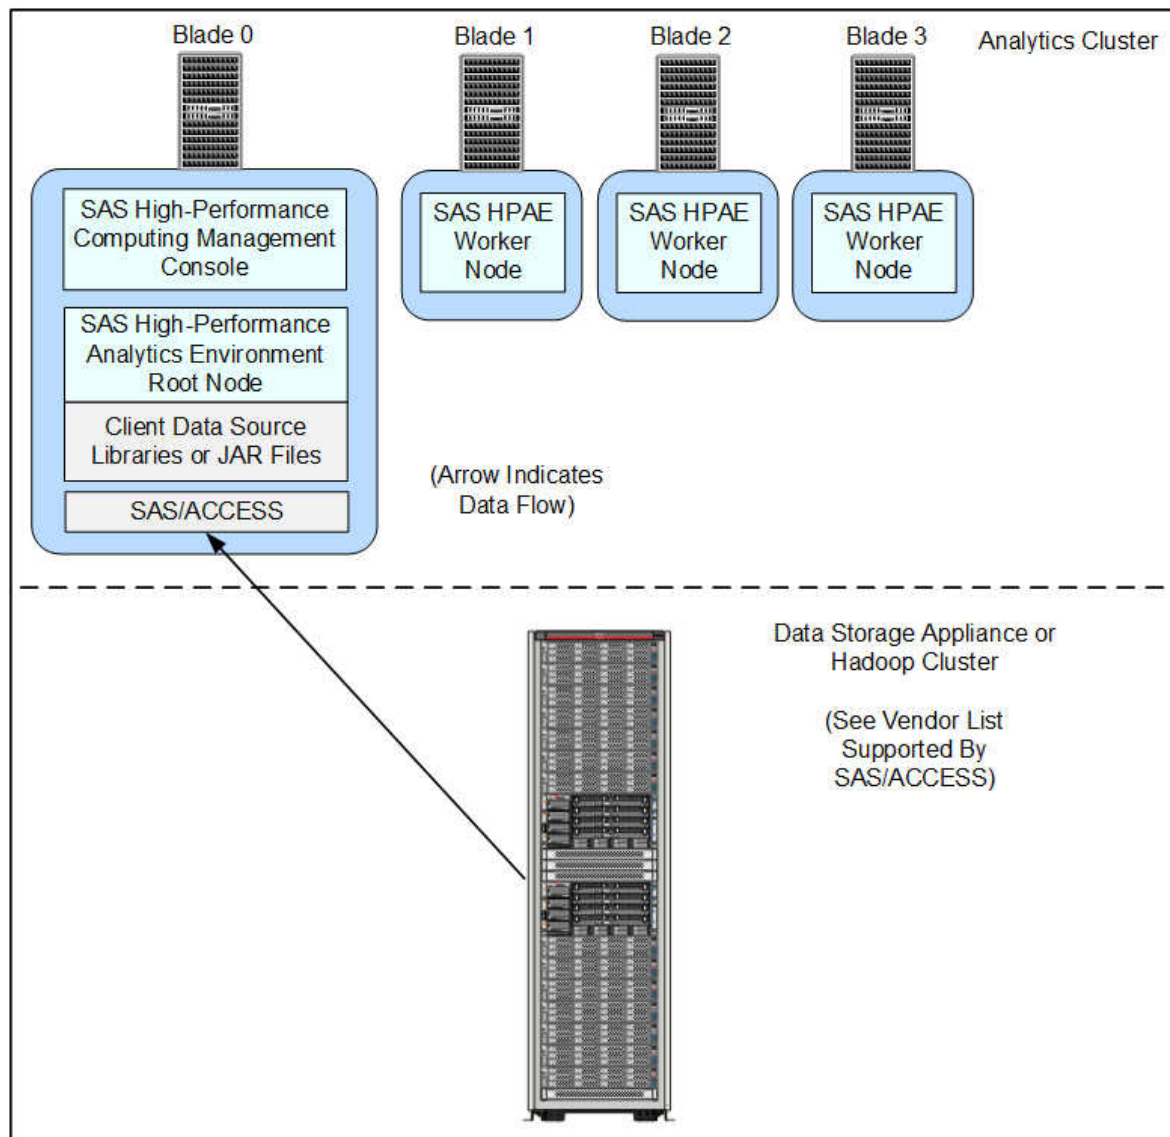 Blade 0
Blade 1
Blade 2
Blade 3
Analytics Cluster
SAS High-Performance
Computing Management
Console
SAS High-Performance
Analytics Environment
Root Node
Client Data Source
Libraries or JAR Files
SAS/ACCESS
SAS HPAE
Worker
Node
SAS HPAE
Worker
Node
SAS HPAE
Worker
Node
(Arrow Indicates
Data Flow)
Data Storage Appliance or
Hadoop Cluster
(See Vendor List
Supported By
SAS/ACCESS)